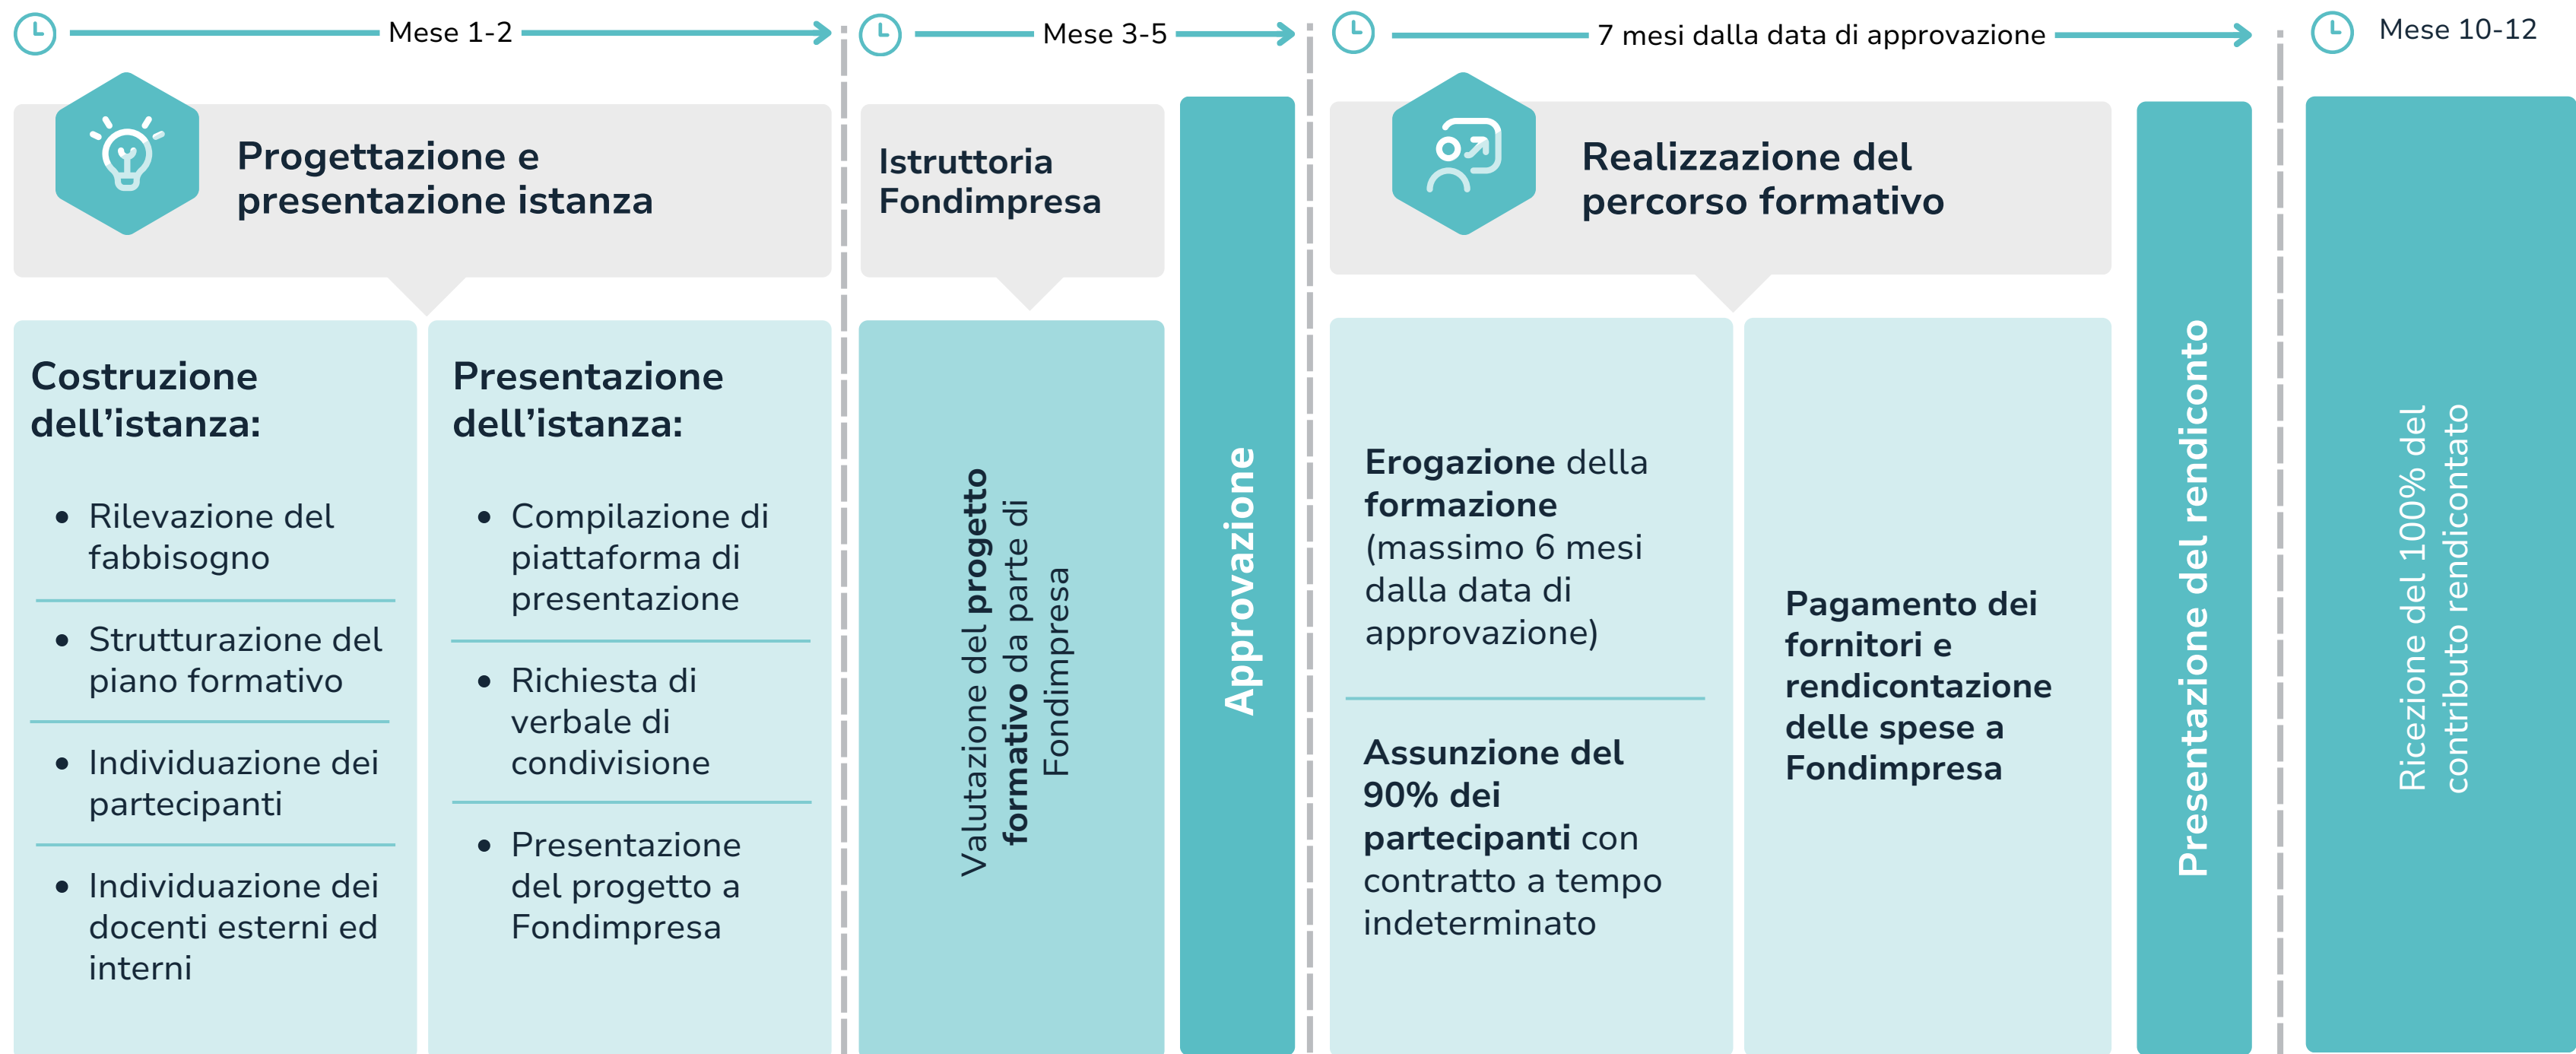 Mese 1-2
Progettazione e
presentazione istanza
Costruzione
dell’istanza:
• Rilevazione del
fabbisogno
• Strutturazione del
piano formativo
• Individuazione dei
partecipanti
• Individuazione dei
docenti esterni ed
interni
Presentazione
dell’istanza:
• Compilazione di
piattaforma di
presentazione
• Richiesta di
verbale di
condivisione
• Presentazione
del progetto a
Fondimpresa
Mese 3-5
Istruttoria
Fondimpresa
Valutazione del progetto
formativo da parte di
Fondimpresa
Approvazione
7 mesi dalla data di approvazione
Realizzazione del
percorso formativo
Erogazione della
formazione
(massimo 6 mesi
dalla data di
approvazione)
Assunzione del
90% dei
partecipanti con
contratto a tempo
indeterminato
Pagamento dei
fornitori e
rendicontazione
delle spese a
Fondimpresa
Presentazione del rendiconto
Mese 10-12
Ricezione del 100% del
contributo rendicontato